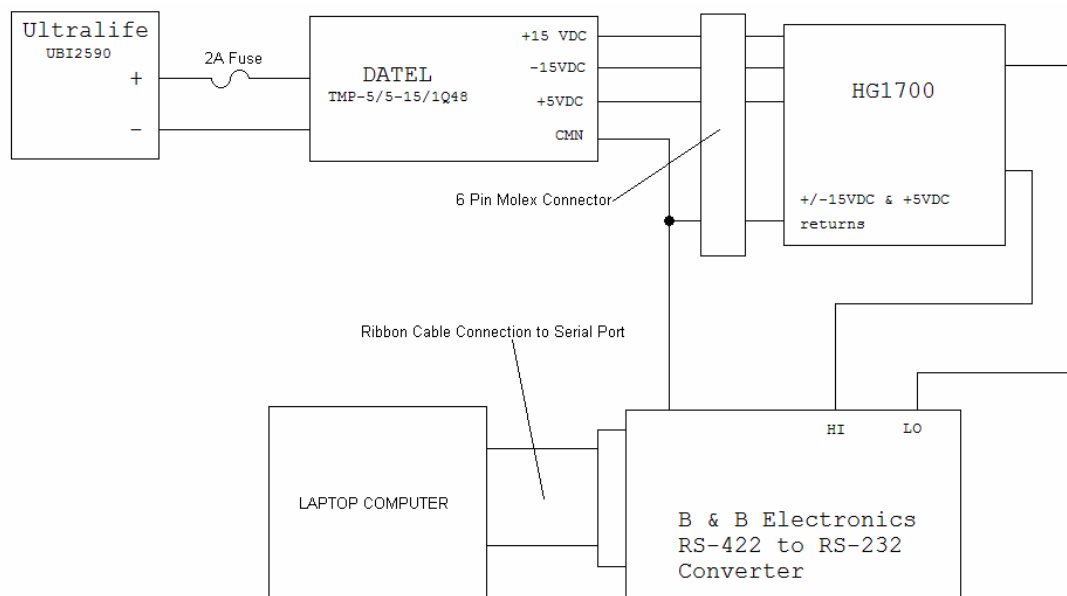 Ultralife
UBI2590
+
−
2A Fuse
DATEL
TMP-5/5-15/1Q48
+15 VDC
-15VDC
+5VDC
CMN
HG1700
+/-15VDC & +5VDC
returns
6 Pin Molex Connector
Ribbon Cable Connection to Serial Port
LAPTOP COMPUTER
HI
LO
B & B Electronics
RS-422 to RS-232
Converter